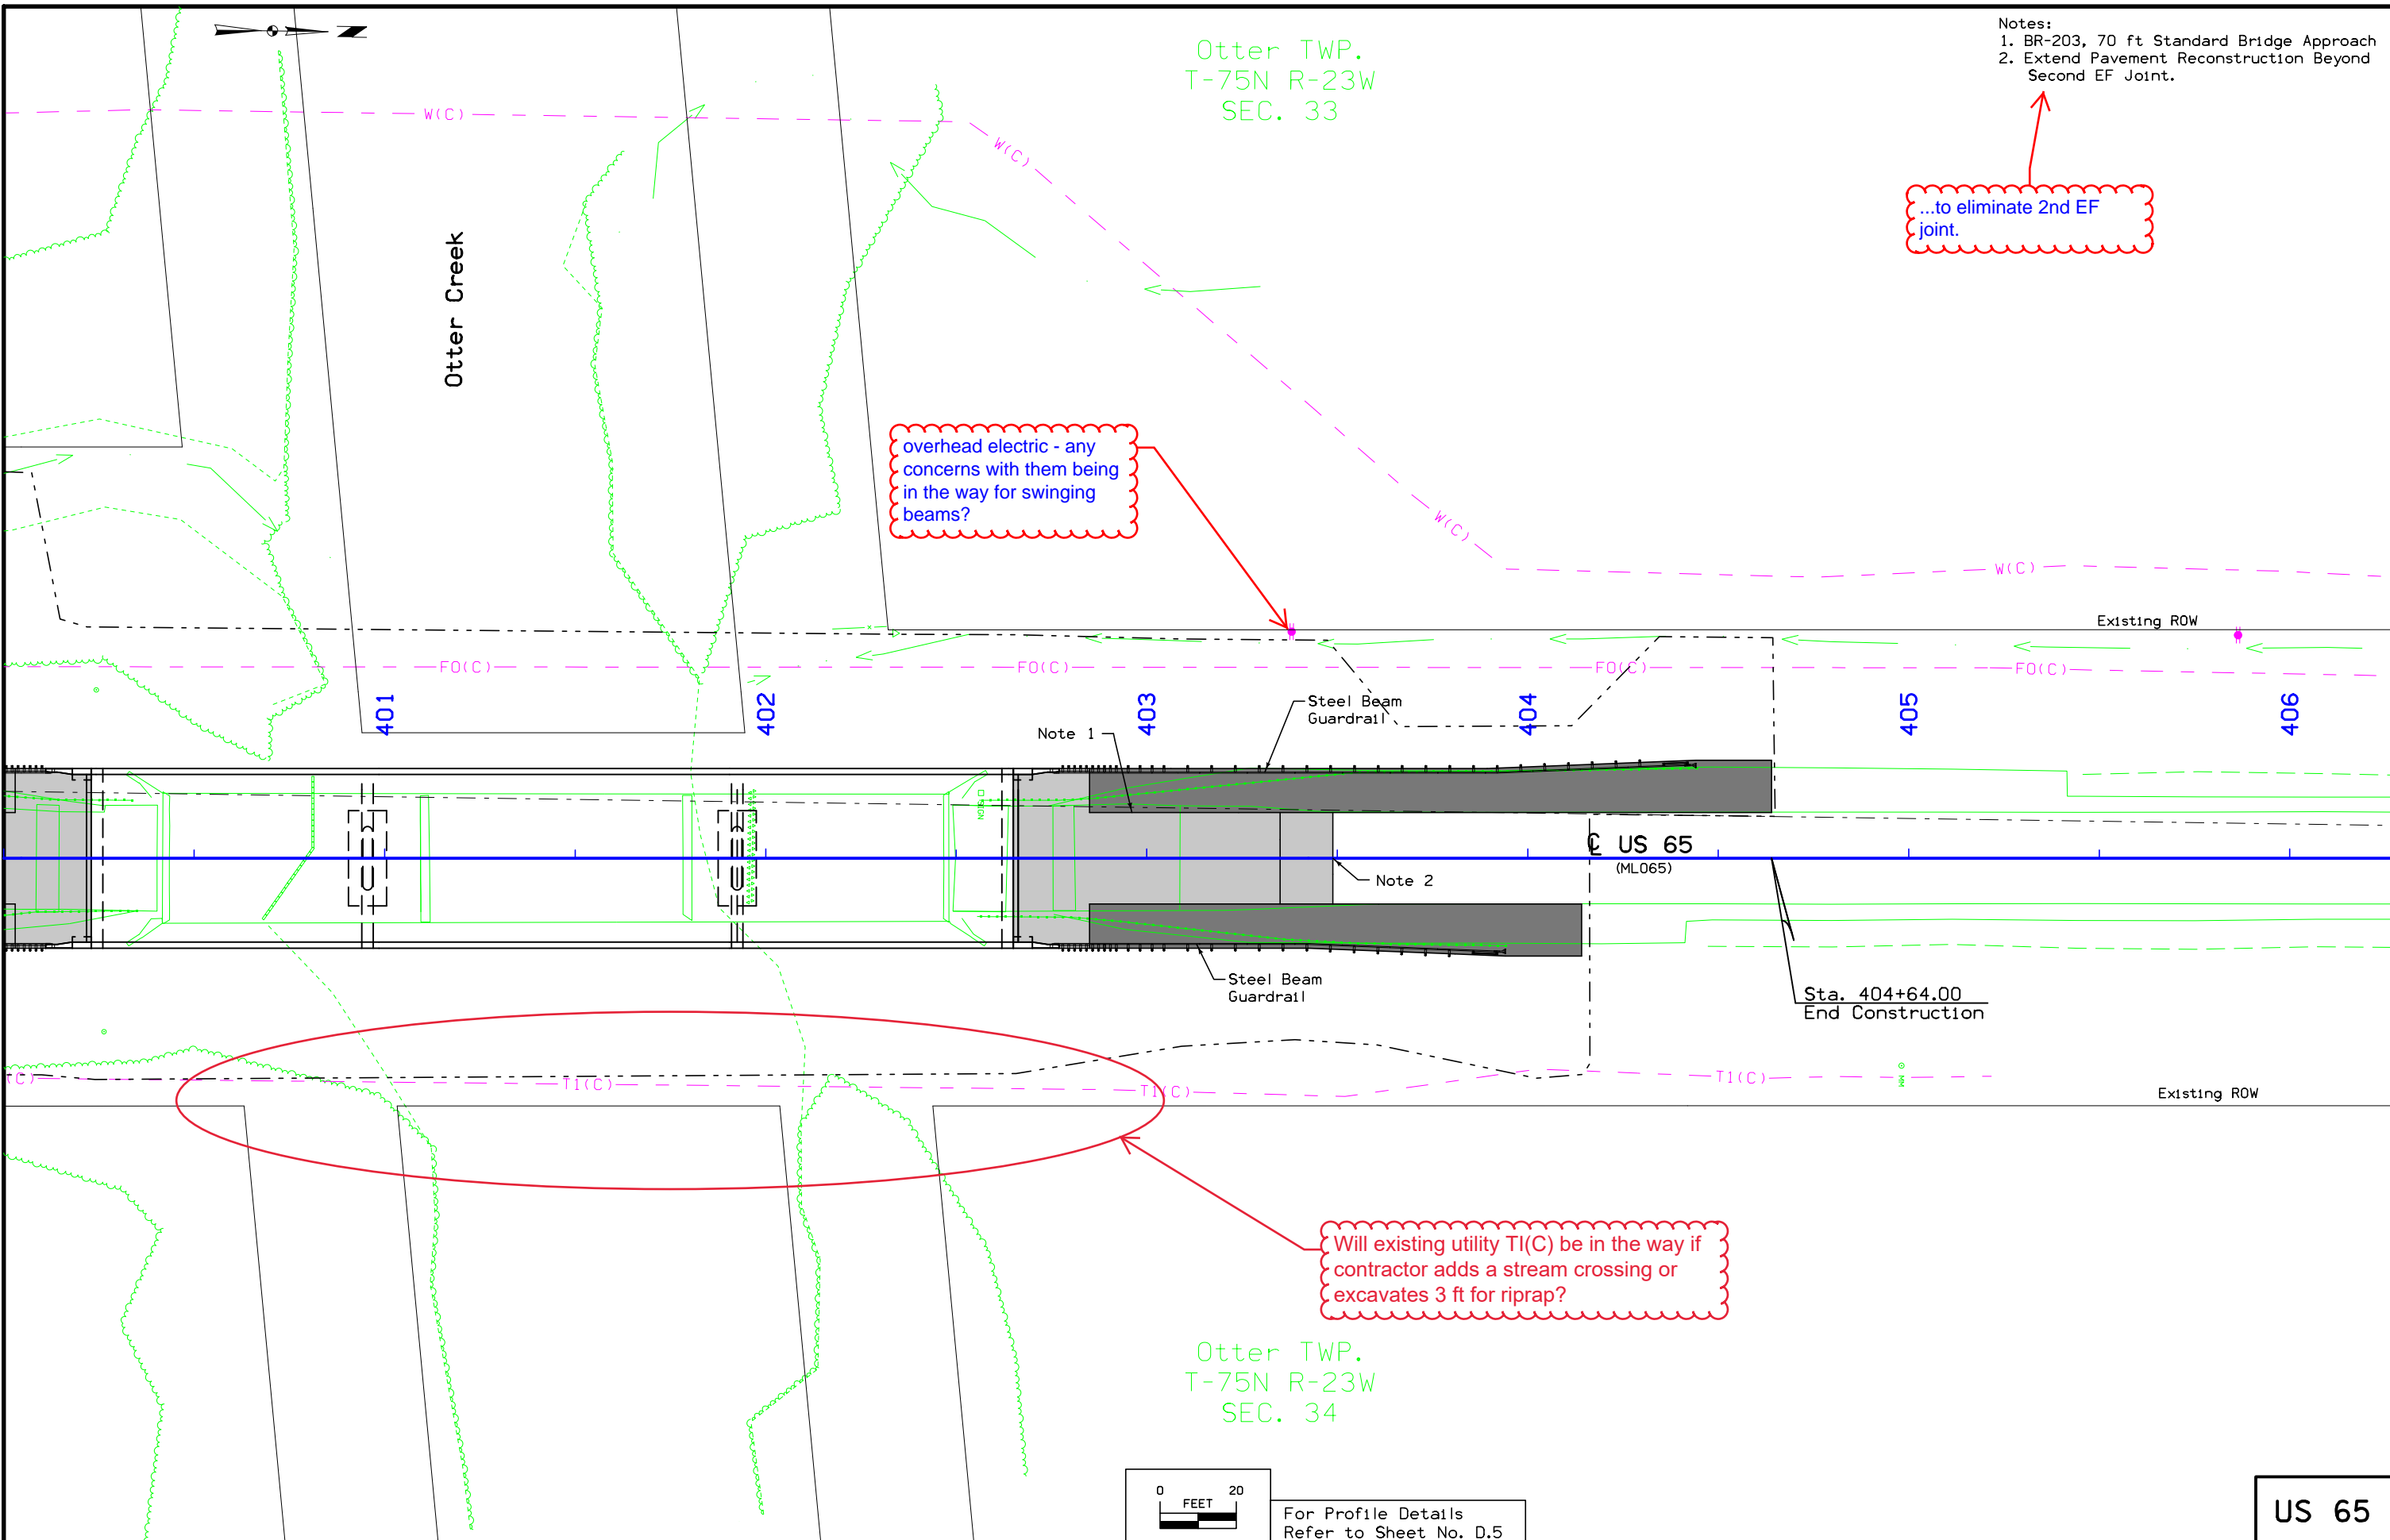 N
Notes:
1. BR-203, 70 ft Standard Bridge Approach
2. Extend Pavement Reconstruction Beyond
Second EF Joint.
Otter TWP.
T-75N R-23W
SEC. 33
W(C)
W(C)
...to eliminate 2nd EF
joint.
Otter Creek
overhead electric - any
concerns with them being
in the way for swinging
beams?
W(C)
W(C)
Existing ROW
FO(C)
FO(C)
FO(C)
FO(C)
401
402
403
404
405
406
Steel Beam
Guardrail
Note 1
SIGN
℄ US 65
(ML065)
Note 2
Steel Beam
Guardrail
Sta. 404+64.00
End Construction
(C)
T1(C)
T1(C)
T1(C)
MM
Existing ROW
Will existing utility TI(C) be in the way if
contractor adds a stream crossing or
excavates 3 ft for riprap?
Otter TWP.
T-75N R-23W
SEC. 34
0 20
FEET
For Profile Details
Refer to Sheet No. D.5
US 65